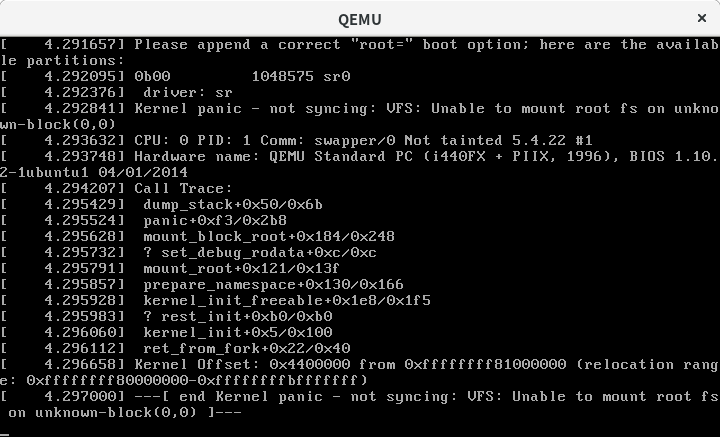 QEMU
[    4.291657] Please append a correct "root=" boot option; here are the availab
le partitions:
[    4.292095] 0b00         1048575 sr0
[    4.292376]  driver: sr
[    4.292841] Kernel panic - not syncing: VFS: Unable to mount root fs on unkno
wn-block(0,0)
[    4.293632] CPU: 0 PID: 1 Comm: swapper/0 Not tainted 5.4.22 #1
[    4.293748] Hardware name: QEMU Standard PC (i440FX + PIIX, 1996), BIOS 1.10.
2-1ubuntu1 04/01/2014
[    4.294207] Call Trace:
[    4.295429]  dump_stack+0x50/0x6b
[    4.295524]  panic+0xf3/0x2b8
[    4.295628]  mount_block_root+0x184/0x248
[    4.295732]  ? set_debug_rodata+0xc/0xc
[    4.295791]  mount_root+0x121/0x13f
[    4.295857]  prepare_namespace+0x130/0x166
[    4.295928]  kernel_init_freeable+0x1e8/0x1f5
[    4.295983]  ? rest_init+0xb0/0xb0
[    4.296060]  kernel_init+0x5/0x100
[    4.296112]  ret_from_fork+0x22/0x40
[    4.296658] Kernel Offset: 0x4400000 from 0xffffffff81000000 (relocation rang
e: 0xffffffff80000000-0xffffffffbfffffff)
[    4.297000] ---[ end Kernel panic - not syncing: VFS: Unable to mount root fs
 on unknown-block(0,0) ]---